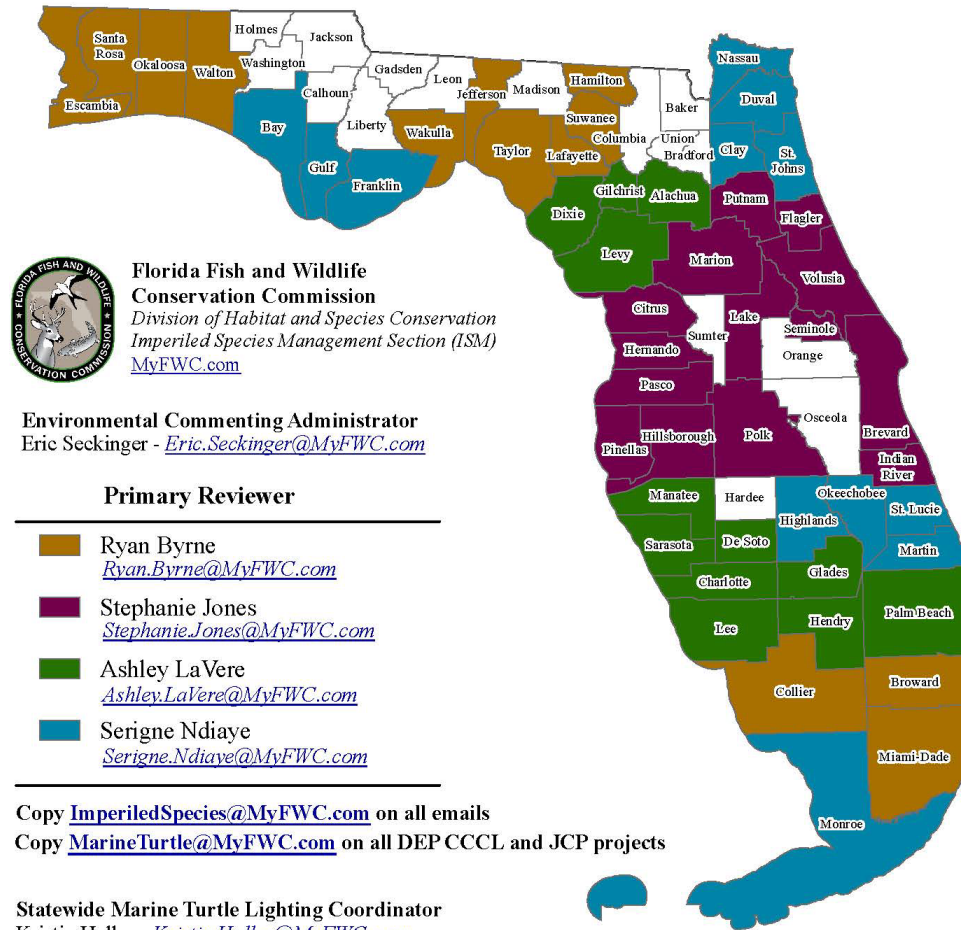 Holmes
Jackson
Santa
Rosa
Okaloosa
Walton
Washington
Gadsden
Leon
Jefferson
Madison
Hamilton
Nassau
Escambia
Bay
Calhoun
Liberty
Wakulla
Taylor
Suwanee
Lafayette
Columbia
Baker
Union
Bradford
Duval
Clay
St.
Johns
Gulf
Franklin
Dixie
Gilchrist
Alachua
Putnam
Flagler
Levy
Marion
Volusia
Citrus
Sumter
Lake
Seminole
Orange
Hernando
Pasco
Pinellas
Hillsborough
Polk
Osceola
Brevard
Indian
River
Manatee
Hardee
Okeechobee
St. Lucie
Highlands
Sarasota
De Soto
Martin
Charlotte
Glades
Lee
Hendry
Palm Beach
Collier
Broward
Miami-Dade
Monroe
FLORIDA FISH AND WILDLIFE
CONSERVATION COMMISSION
Florida Fish and Wildlife
Conservation Commission
Division of Habitat and Species Conservation
Imperiled Species Management Section (ISM)
MyFWC.com
Environmental Commenting Administrator
Eric Seckinger - Eric.Seckinger@MyFWC.com
Primary Reviewer
Ryan Byrne
Ryan.Byrne@MyFWC.com
Stephanie Jones
Stephanie.Jones@MyFWC.com
Ashley LaVere
Ashley.LaVere@MyFWC.com
Serigne Ndiaye
Serigne.Ndiaye@MyFWC.com
Copy ImperiledSpecies@MyFWC.com on all emails
Copy MarineTurtle@MyFWC.com on all DEP CCCL and JCP projects
Statewide Marine Turtle Lighting Coordinator